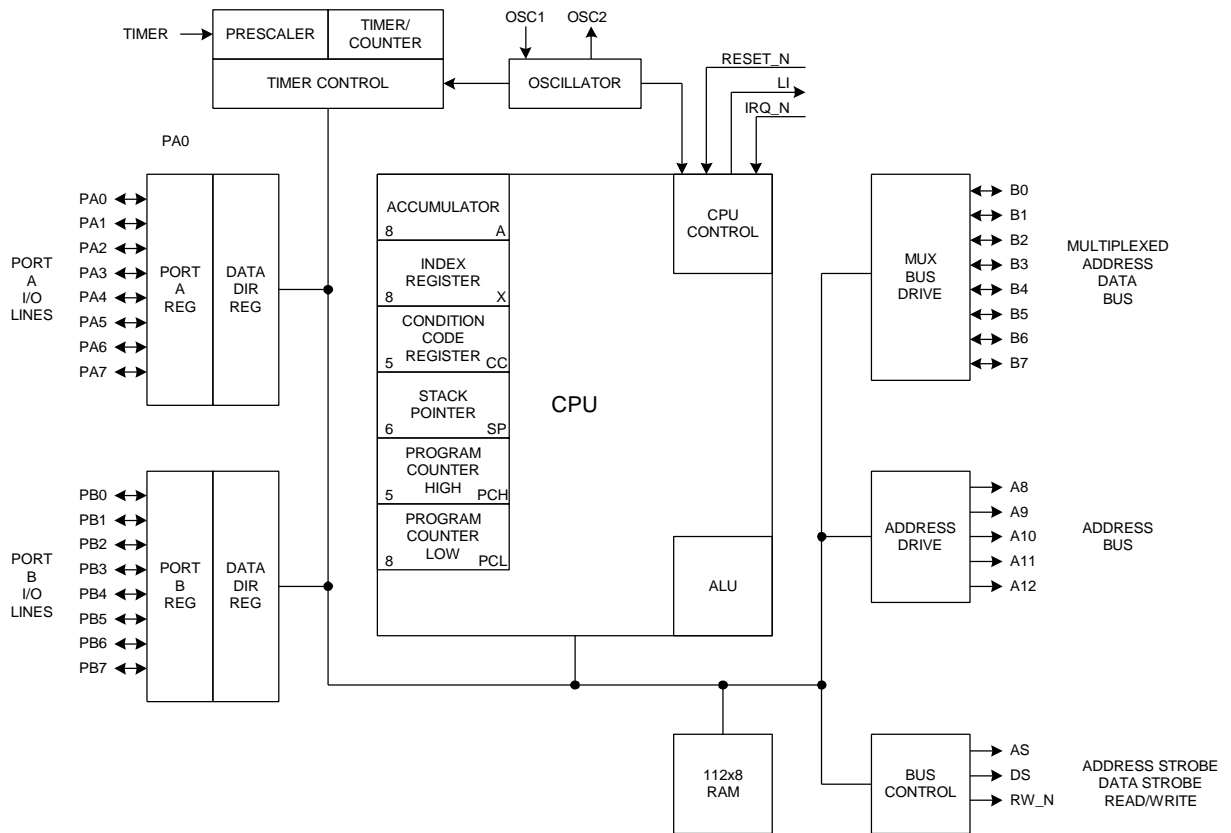 TIMER
PRESCALER
TIMER/
COUNTER
TIMER CONTROL
OSC1
OSC2
OSCILLATOR
RESET_N
LI
IRQ_N
PA0
PORT
A
I/O
LINES
PA0
PA1
PA2
PA3
PA4
PA5
PA6
PA7
PORT
A
REG
DATA
DIR
REG
ACCUMULATOR
8 A
INDEX
REGISTER
8 X
CONDITION
CODE
REGISTER
5 CC
STACK
POINTER
6 SP
PROGRAM
COUNTER
HIGH
5 PCH
PROGRAM
COUNTER
LOW
8 PCL
CPU
CPU
CONTROL
ALU
MUX
BUS
DRIVE
B0
B1
B2
B3
B4
B5
B6
B7
MULTIPLEXED
ADDRESS
DATA
BUS
PORT
B
I/O
LINES
PB0
PB1
PB2
PB3
PB4
PB5
PB6
PB7
PORT
B
REG
DATA
DIR
REG
ADDRESS
DRIVE
A8
A9
A10
A11
A12
ADDRESS
BUS
112x8
RAM
BUS
CONTROL
AS
DS
RW_N
ADDRESS STROBE
DATA STROBE
READ/WRITE